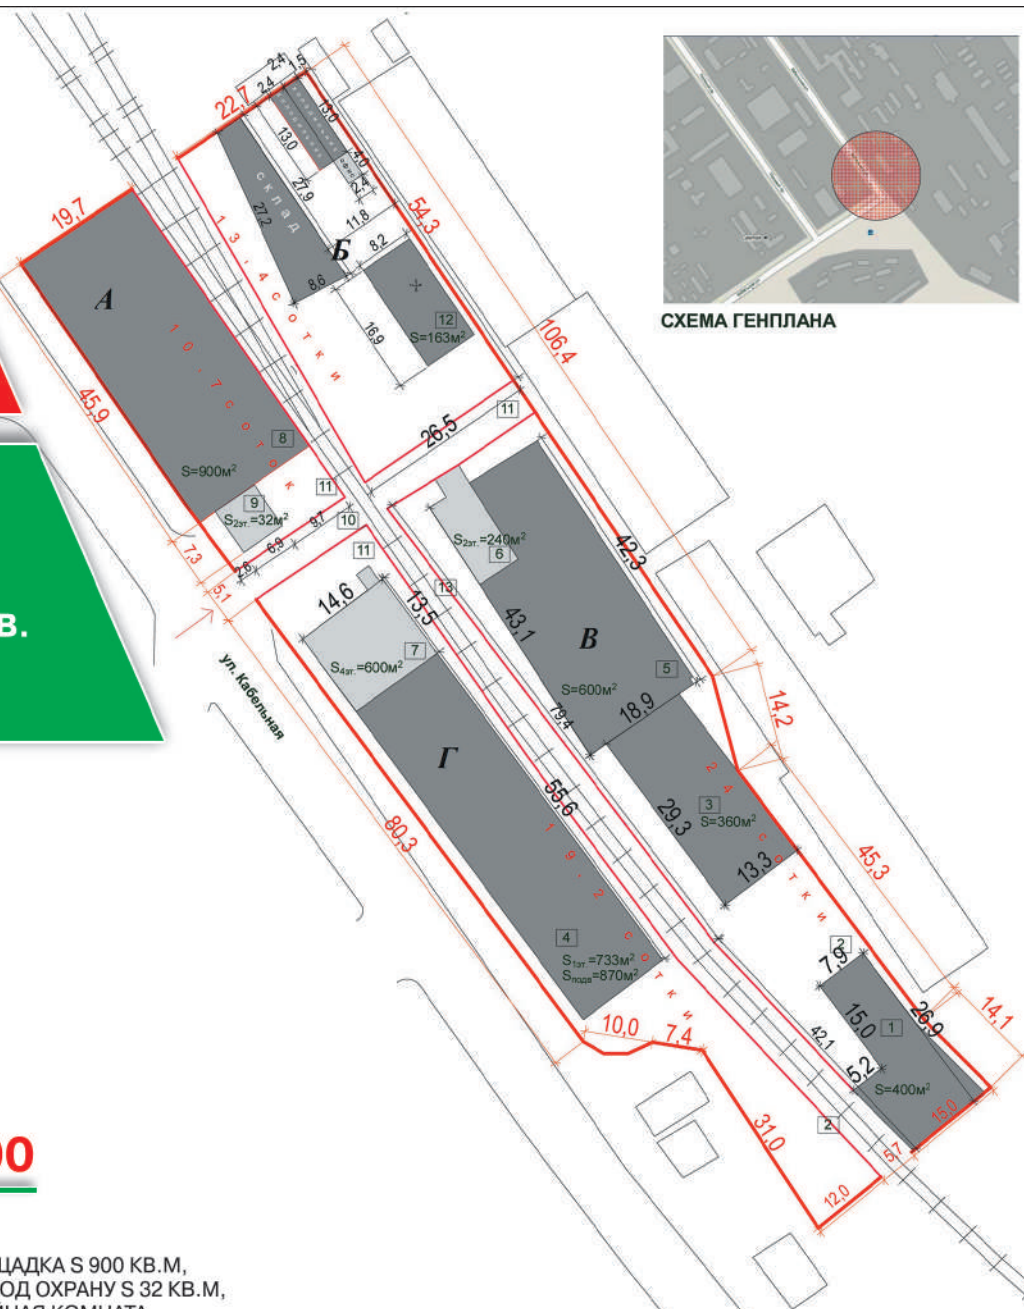 СХЕМА ГЕНПЛАНА
2,4
1,5
2,4
22,7
13,0
13,0
холодильник
холодильник
офис
4,0
2,4
27,9
склад
27,2
11,8
54,3
Б
8,2
8,6
19,7
А
13,4 сотки
12
S=163м²
16,9
106,4
10,7 соток
45,9
26,5
11
8
S=900м²
11
9
S2эт.=32м²
9,7
10
6,9
2,6
7,3
5,1
11
S2эт.=240м²
6
42,3
13
14,6
13,5
43,1
В
В.
7
S4эт.=600м²
5
S=600м²
18,9
79,4
14,2
ул. Кабельная
Г
55,6
29,3
3
S=360м²
24 сотки
13,3
80,3
19,2 сотки
45,3
4
S1эт.=733м²
Sподв=870м²
2
7,9
15,0
1
26,9
14,1
10,0
7,4
42,1
5,2
S=400м²
15,0
2
31,0
5,7
12,0
00
ЩАДКА S 900 КВ.М,
ОД ОХРАНУ S 32 КВ.М,